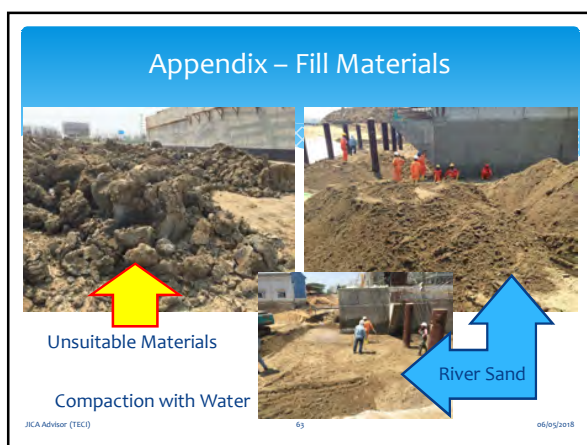 Appendix – Fill Materials
Unsuitable Materials
River Sand
Compaction with Water
JICA Advisor (TECI)
63
06/05/2018